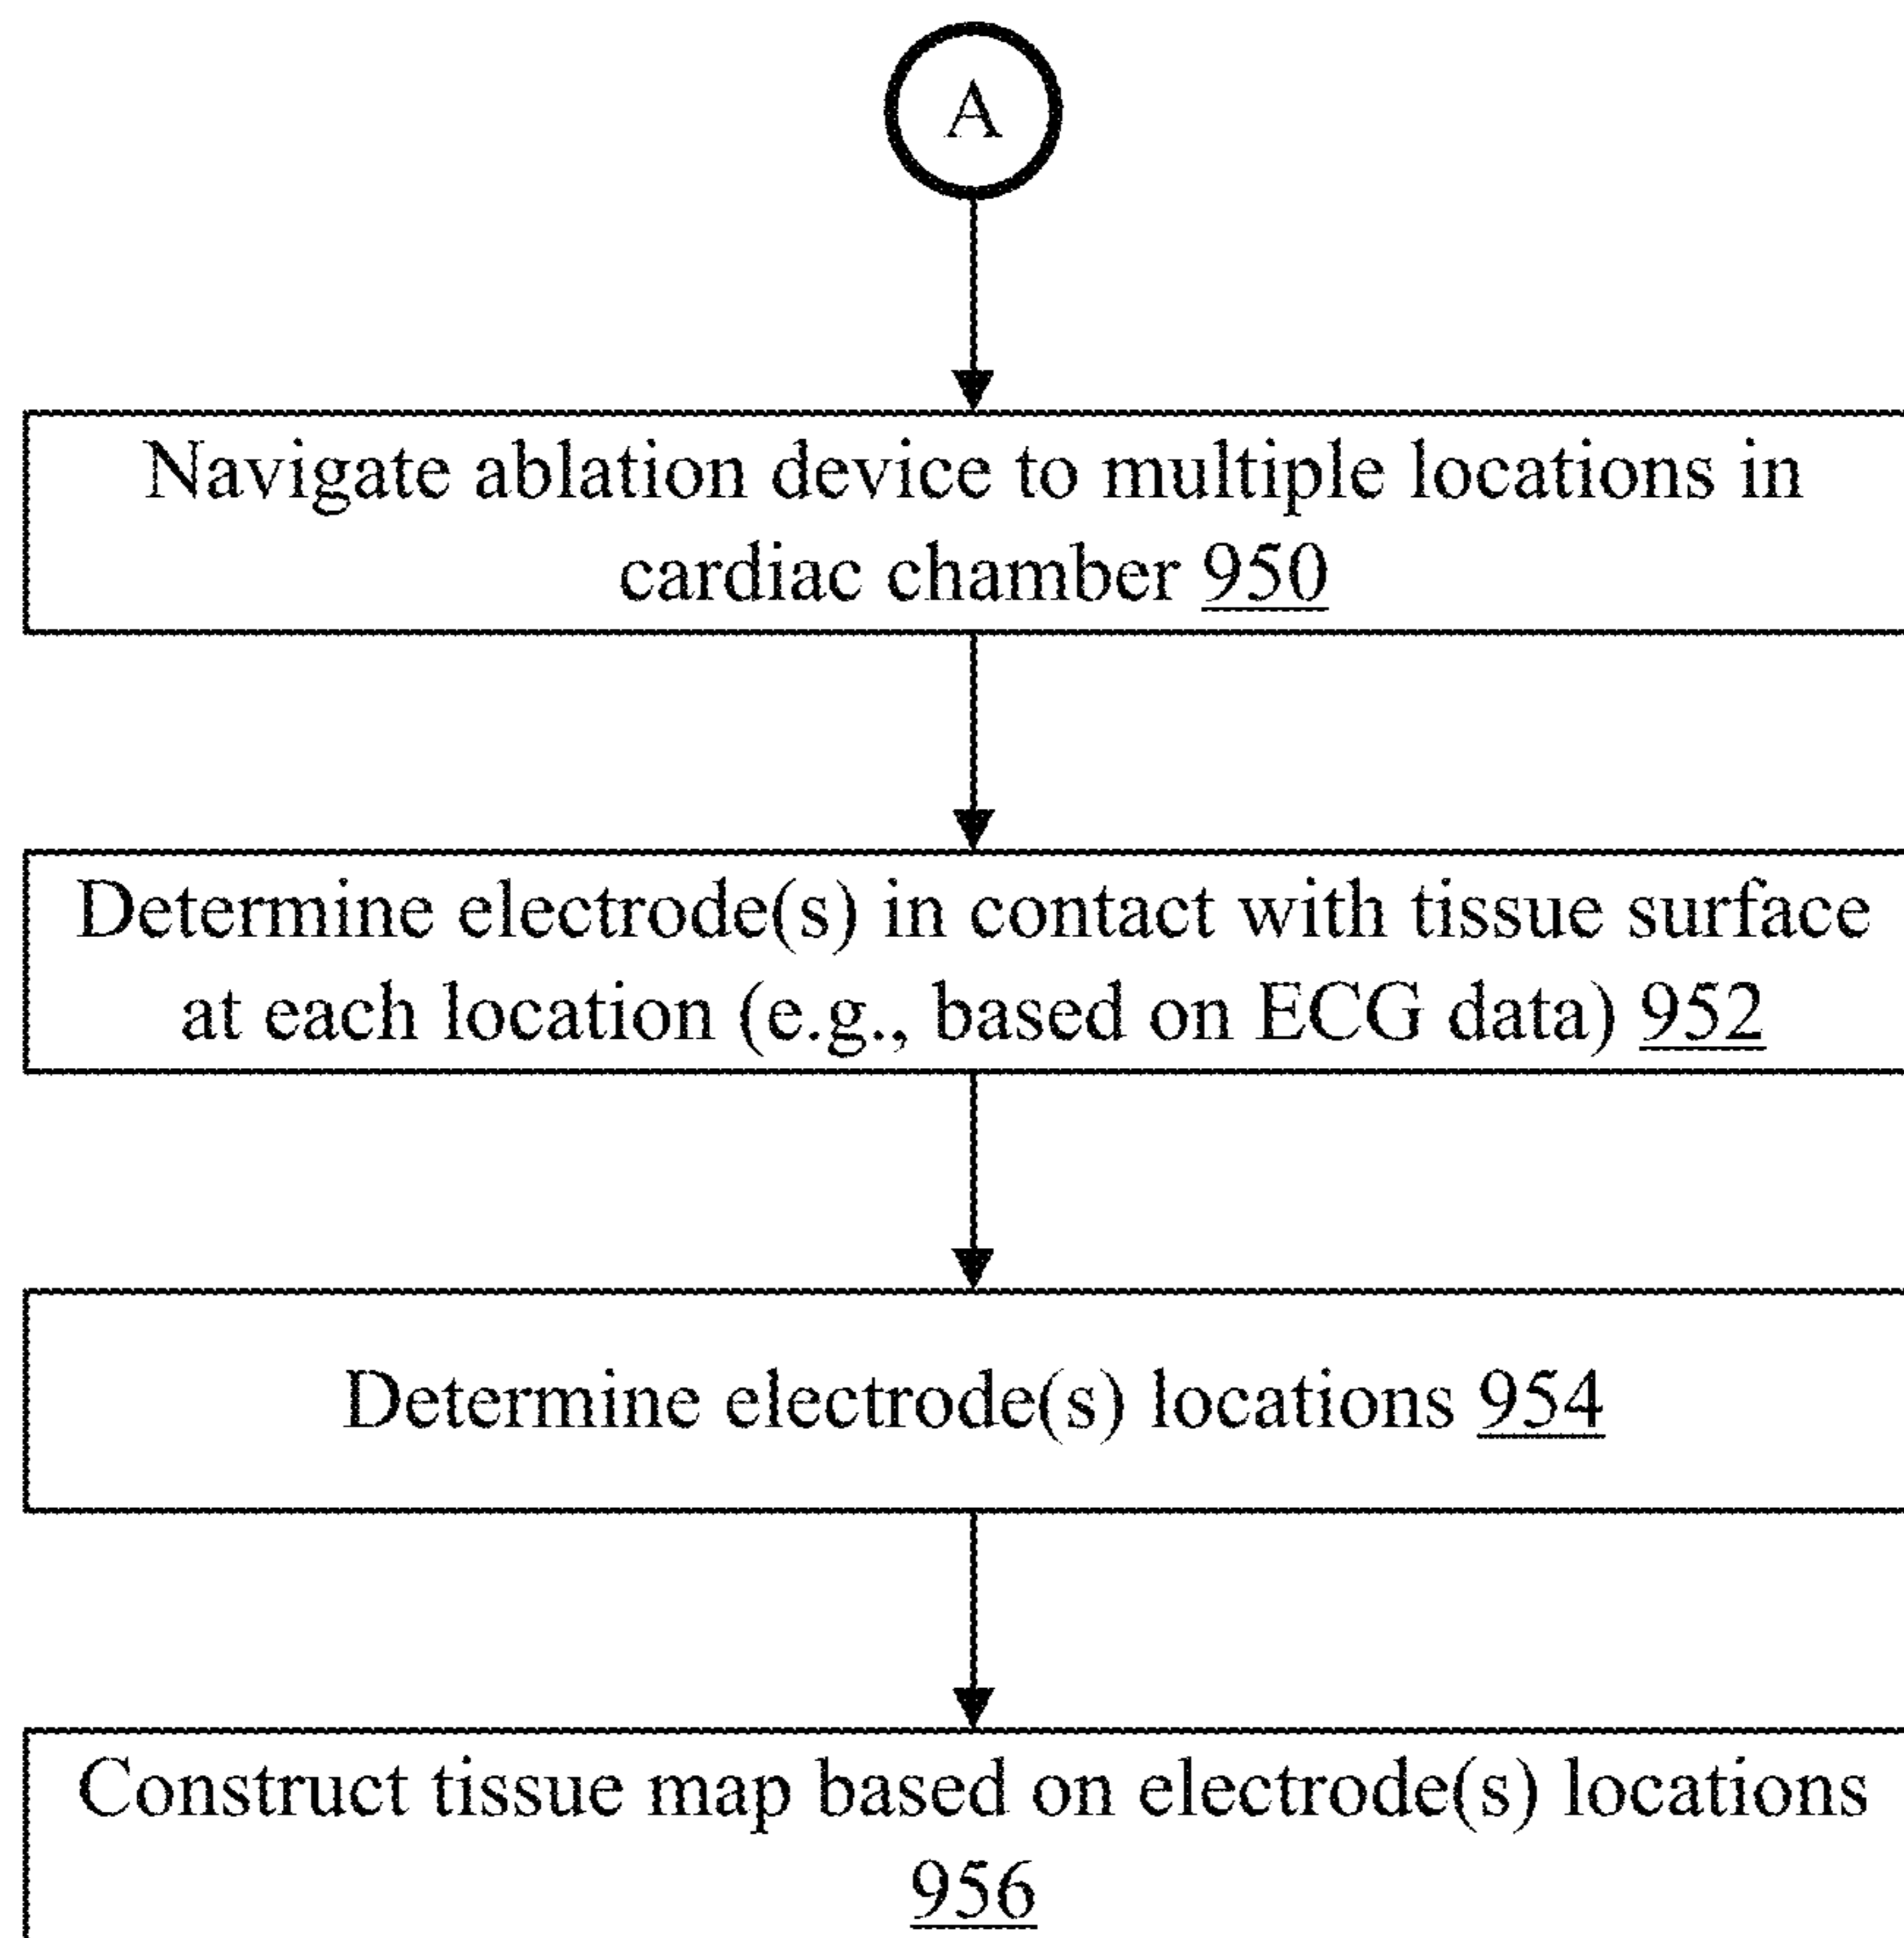 A
Navigate ablation device to multiple locations in
cardiac chamber 950
Determine electrode(s) in contact with tissue surface
at each location (e.g., based on ECG data) 952
Determine electrode(s) locations 954
Construct tissue map based on electrode(s) locations
956